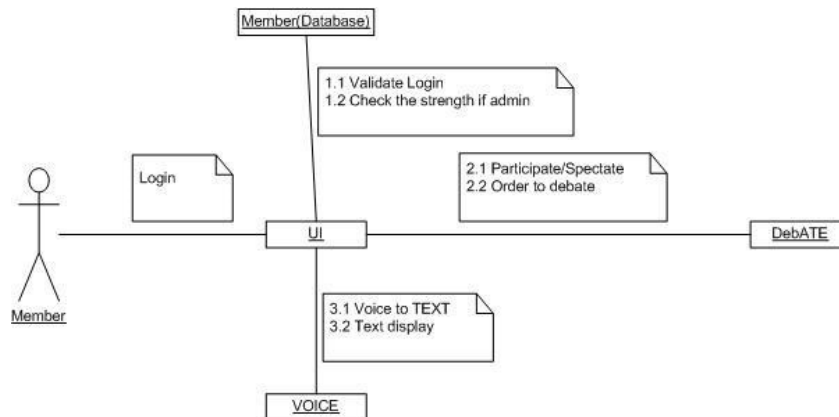 Member(Database)
1.1 Validate Login
1.2 Check the strength if admin
Login
2.1 Participate/Spectate
2.2 Order to debate
UI
DebATE
Member
3.1 Voice to TEXT
3.2 Text display
VOICE